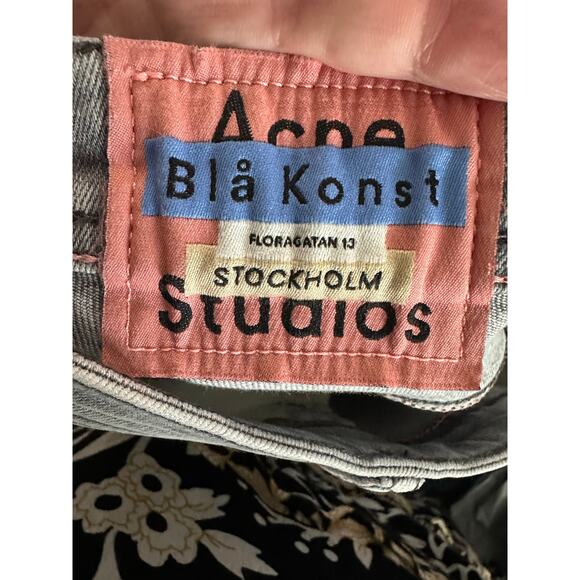 Acne
Blå Konst
FLORAGATAN 13
STOCKHOLM
Studios